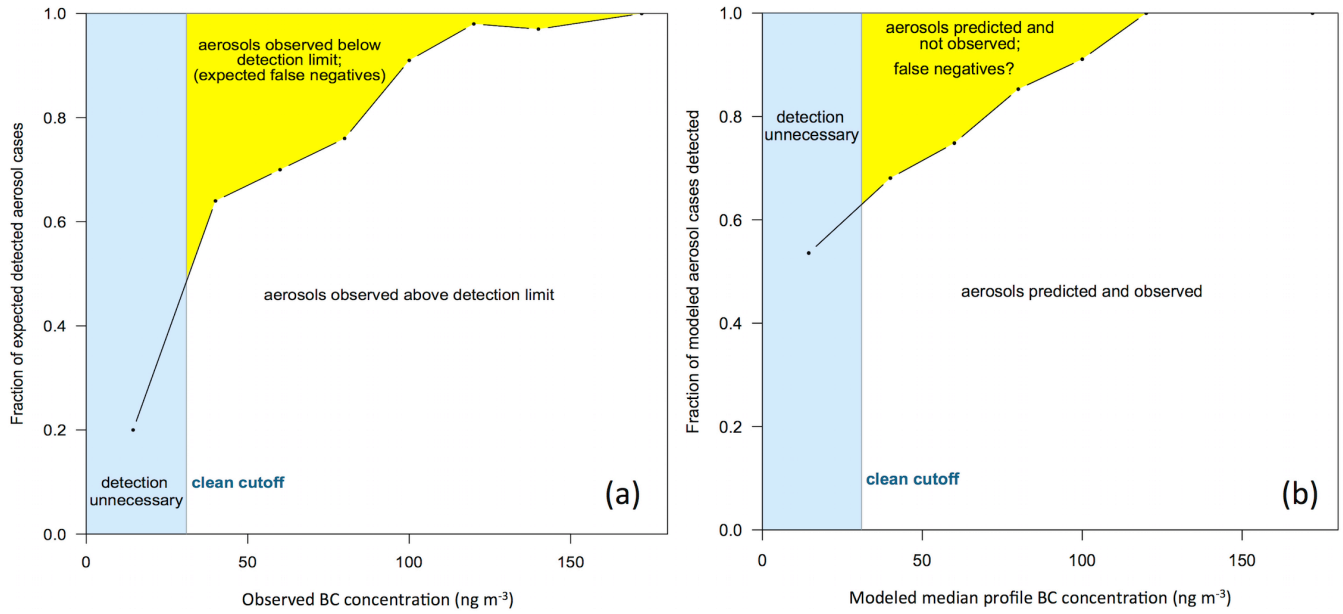 Fraction of expected detected aerosol cases
1.0
0.8
0.6
0.4
0.2
0.0
aerosols observed below
detection limit;
(expected false negatives)
aerosols observed above detection limit
detection
unnecessary
clean cutoff
(a)
0
50
100
150
Observed BC concentration (ng m⁻³)
Fraction of modeled aerosol cases detected
1.0
0.8
0.6
0.4
0.2
0.0
aerosols predicted and
not observed;
false negatives?
detection
unnecessary
aerosols predicted and observed
clean cutoff
(b)
0
50
100
150
Modeled median profile BC concentration (ng m⁻³)